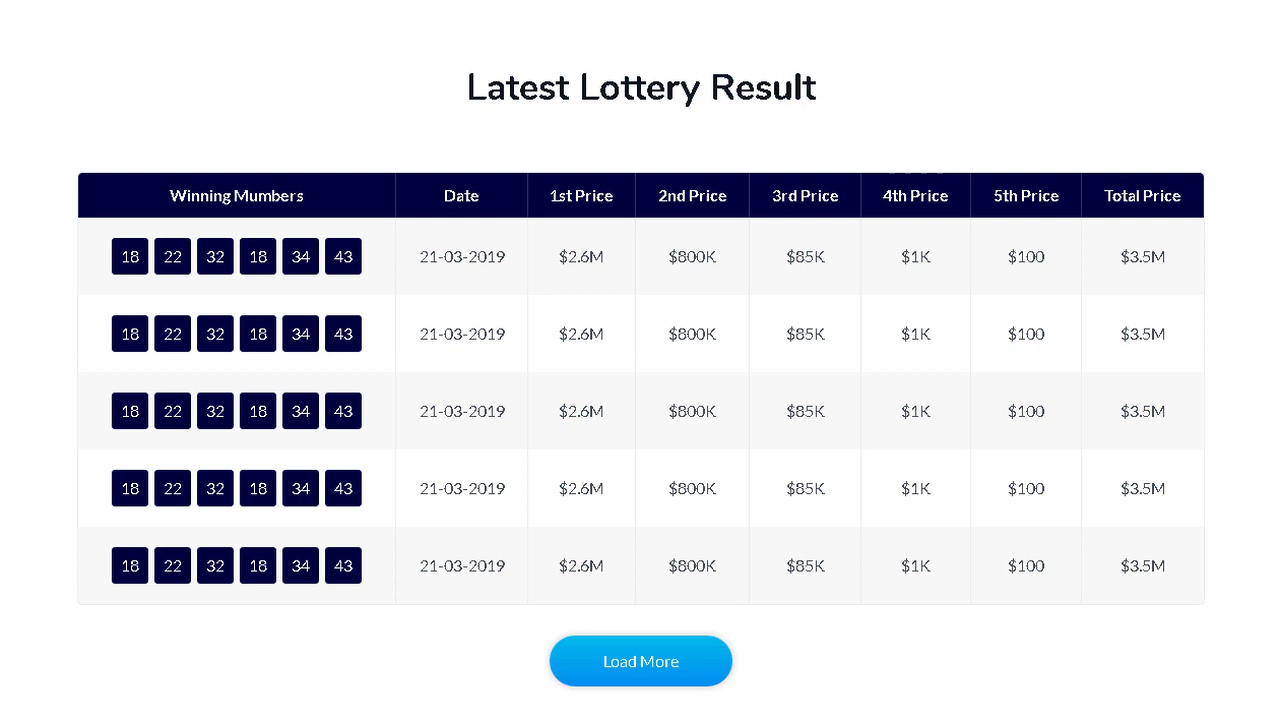 Latest Lottery Result
Winning Mumbers Date 1st Price 2nd Price 3rd Price 4th Price 5th Price Total Price
18 22 32 18 34 43 21-03-2019 $2.6M $800K $85K $1K $100 $3.5M
18 22 32 18 34 43 21-03-2019 $2.6M $800K $85K $1K $100 $3.5M
18 22 32 18 34 43 21-03-2019 $2.6M $800K $85K $1K $100 $3.5M
18 22 32 18 34 43 21-03-2019 $2.6M $800K $85K $1K $100 $3.5M
18 22 32 18 34 43 21-03-2019 $2.6M $800K $85K $1K $100 $3.5M
Load More